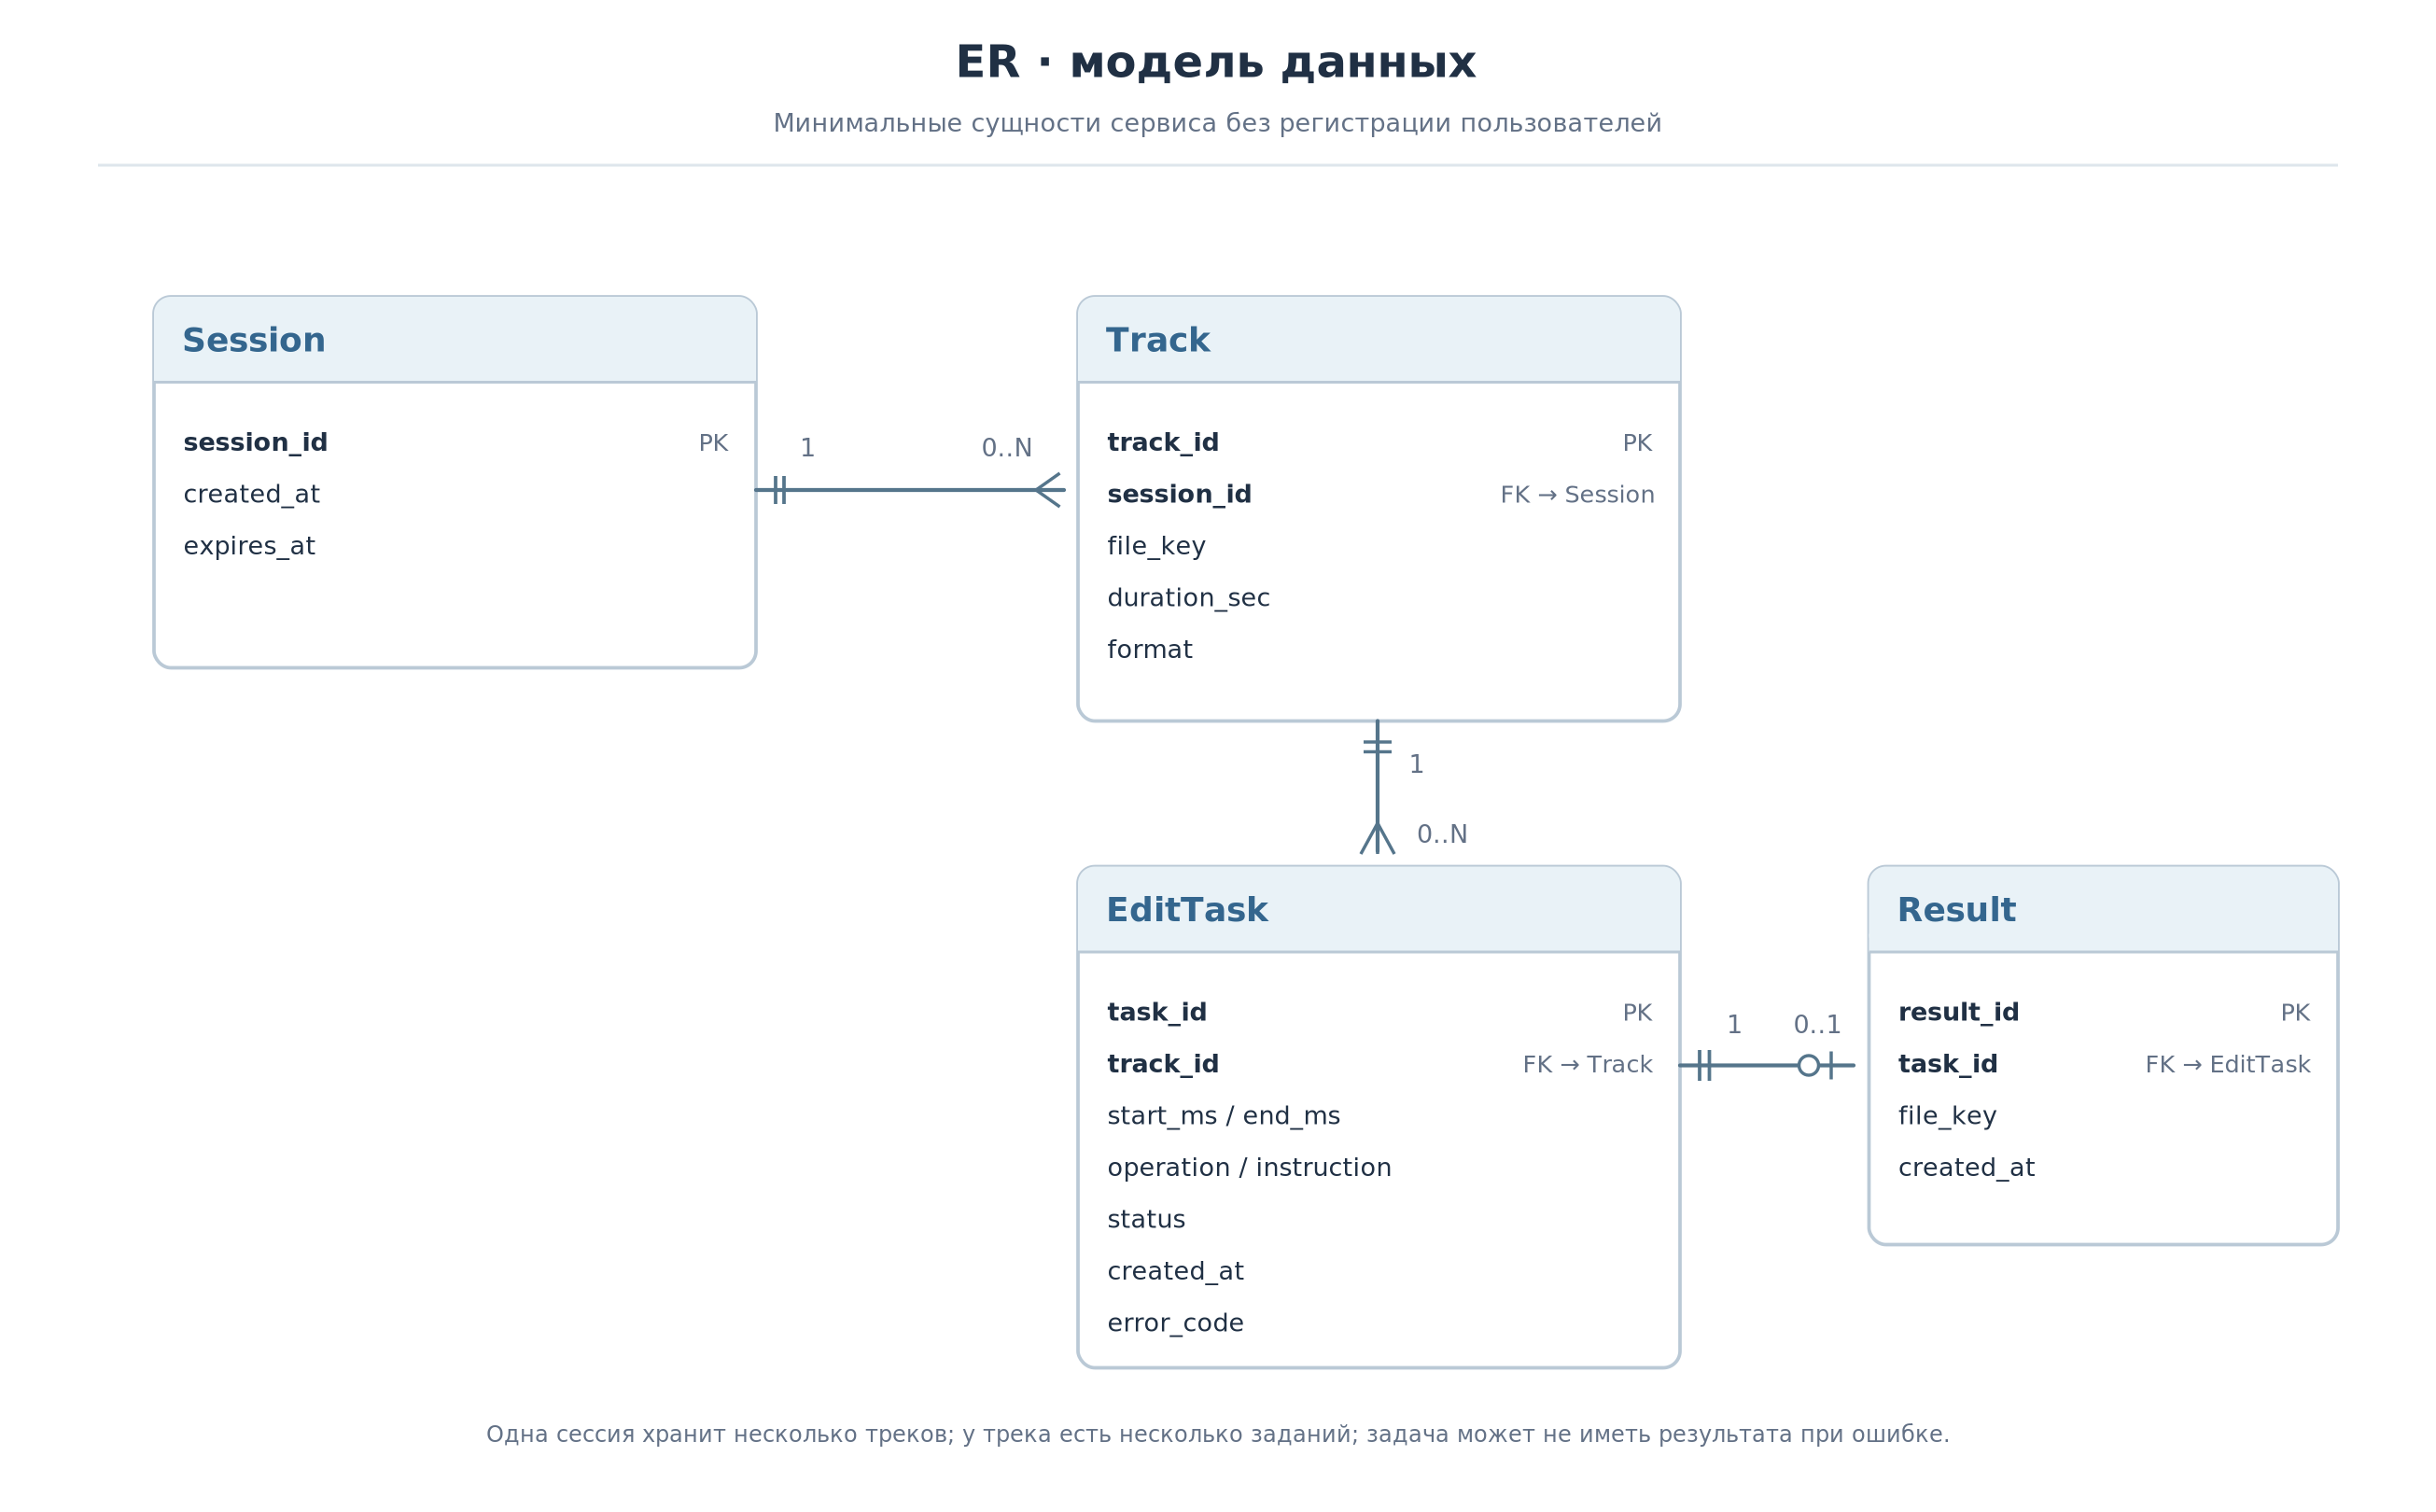 ER · модель данных
Минимальные сущности сервиса без регистрации пользователей
Session
session_id PK
created_at
expires_at
1 0..N
Track
track_id PK
session_id FK → Session
file_key
duration_sec
format
1
0..N
EditTask
task_id PK
track_id FK → Track
start_ms / end_ms
operation / instruction
status
created_at
error_code
1 0..1
Result
result_id PK
task_id FK → EditTask
file_key
created_at
Одна сессия хранит несколько треков; у трека есть несколько заданий; задача может не иметь результата при ошибке.